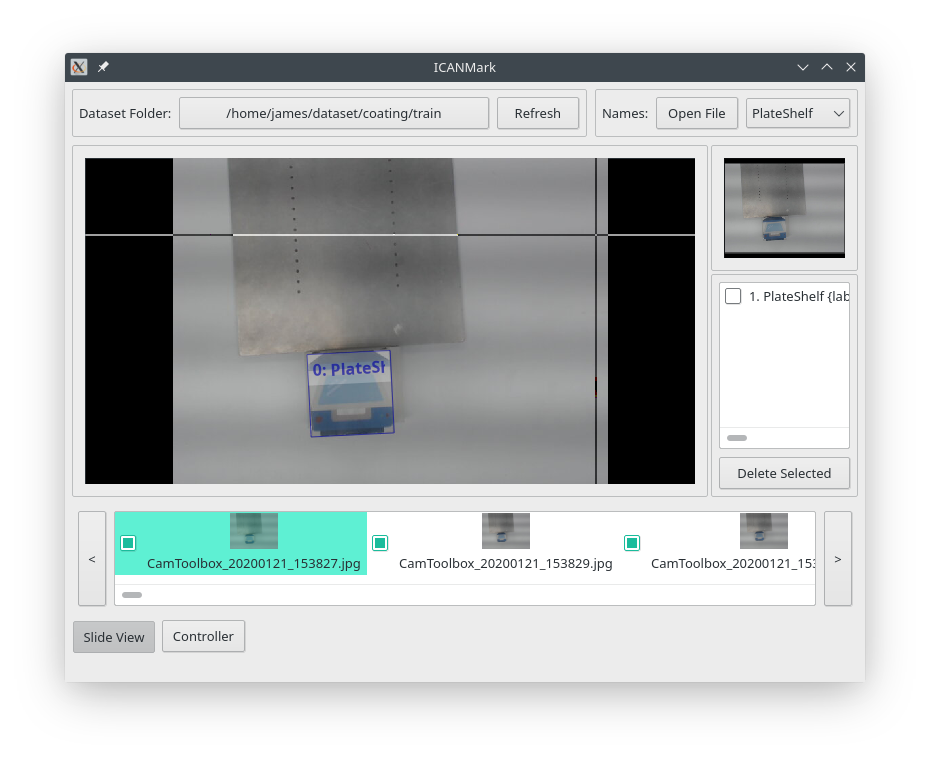 ICANMark
Dataset Folder:
/home/james/dataset/coating/train
Refresh
Names:
Open File
PlateShelf
0: PlateSh
1. PlateShelf {lab
Delete Selected
<
CamToolbox_20200121_153827.jpg
CamToolbox_20200121_153829.jpg
CamToolbox_20200121_153
>
Slide View
Controller